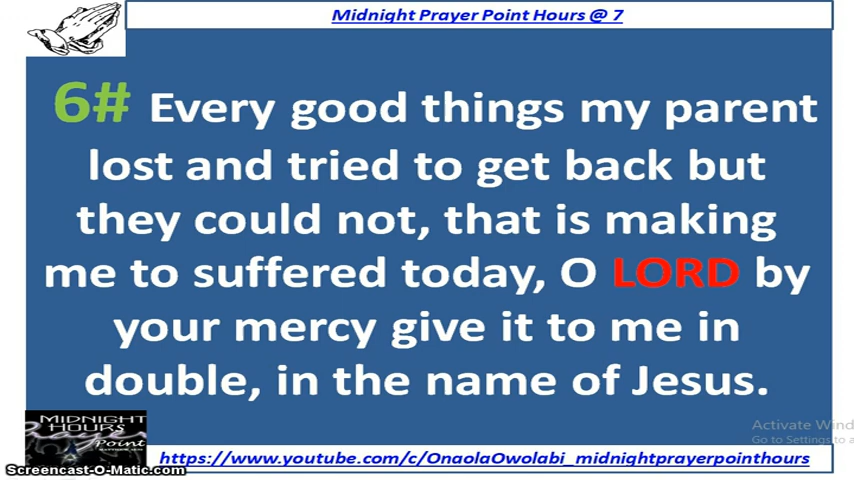 Midnight Prayer Point Hours @ 7
6# Every good things my parent
lost and tried to get back but
they could not, that is making
me to suffered today, O LORD by
your mercy give it to me in
double, in the name of Jesus.
MIDNIGHT
HOURS
Prayer
Point
Activate Wind
Go to Settings to a
https://www.youtube.com/c/OnaolaOwolabi_midnightprayerpointhours
Screencast-O-Matic.com